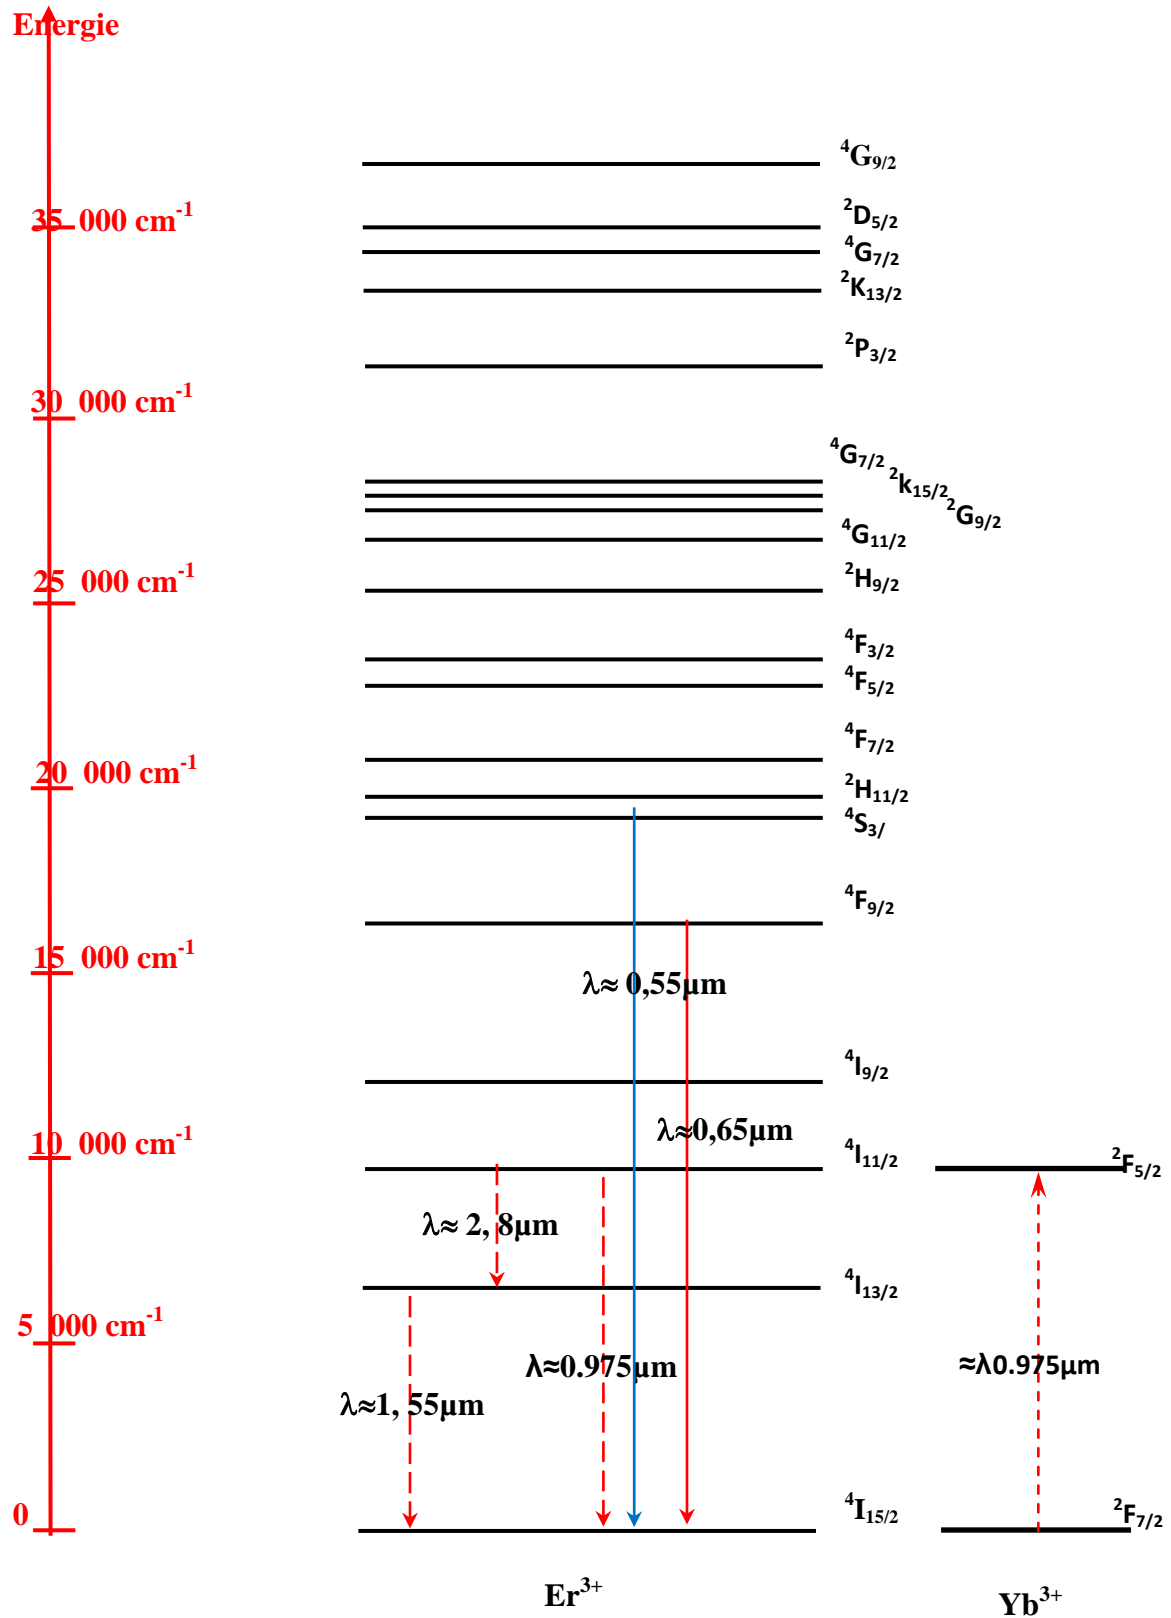 Energie
⁴G₉/₂
35 000 cm⁻¹
²D₅/₂
⁴G₇/₂
²K₁₃/₂
²P₃/₂
30 000 cm⁻¹
⁴G₇/₂ ²k₁₅/₂ ²G₉/₂
⁴G₁₁/₂
25 000 cm⁻¹
²H₉/₂
⁴F₃/₂
⁴F₅/₂
⁴F₇/₂
20 000 cm⁻¹
²H₁₁/₂
⁴S₃/
⁴F₉/₂
15 000 cm⁻¹
λ≈ 0,55µm
⁴I₉/₂
λ≈0,65µm
10 000 cm⁻¹
⁴I₁₁/₂
²F₅/₂
λ≈ 2, 8µm
⁴I₁₃/₂
5 000 cm⁻¹
λ≈0.975µm
≈λ0.975µm
λ≈1, 55µm
0
⁴I₁₅/₂
²F₇/₂
Er³⁺
Yb³⁺